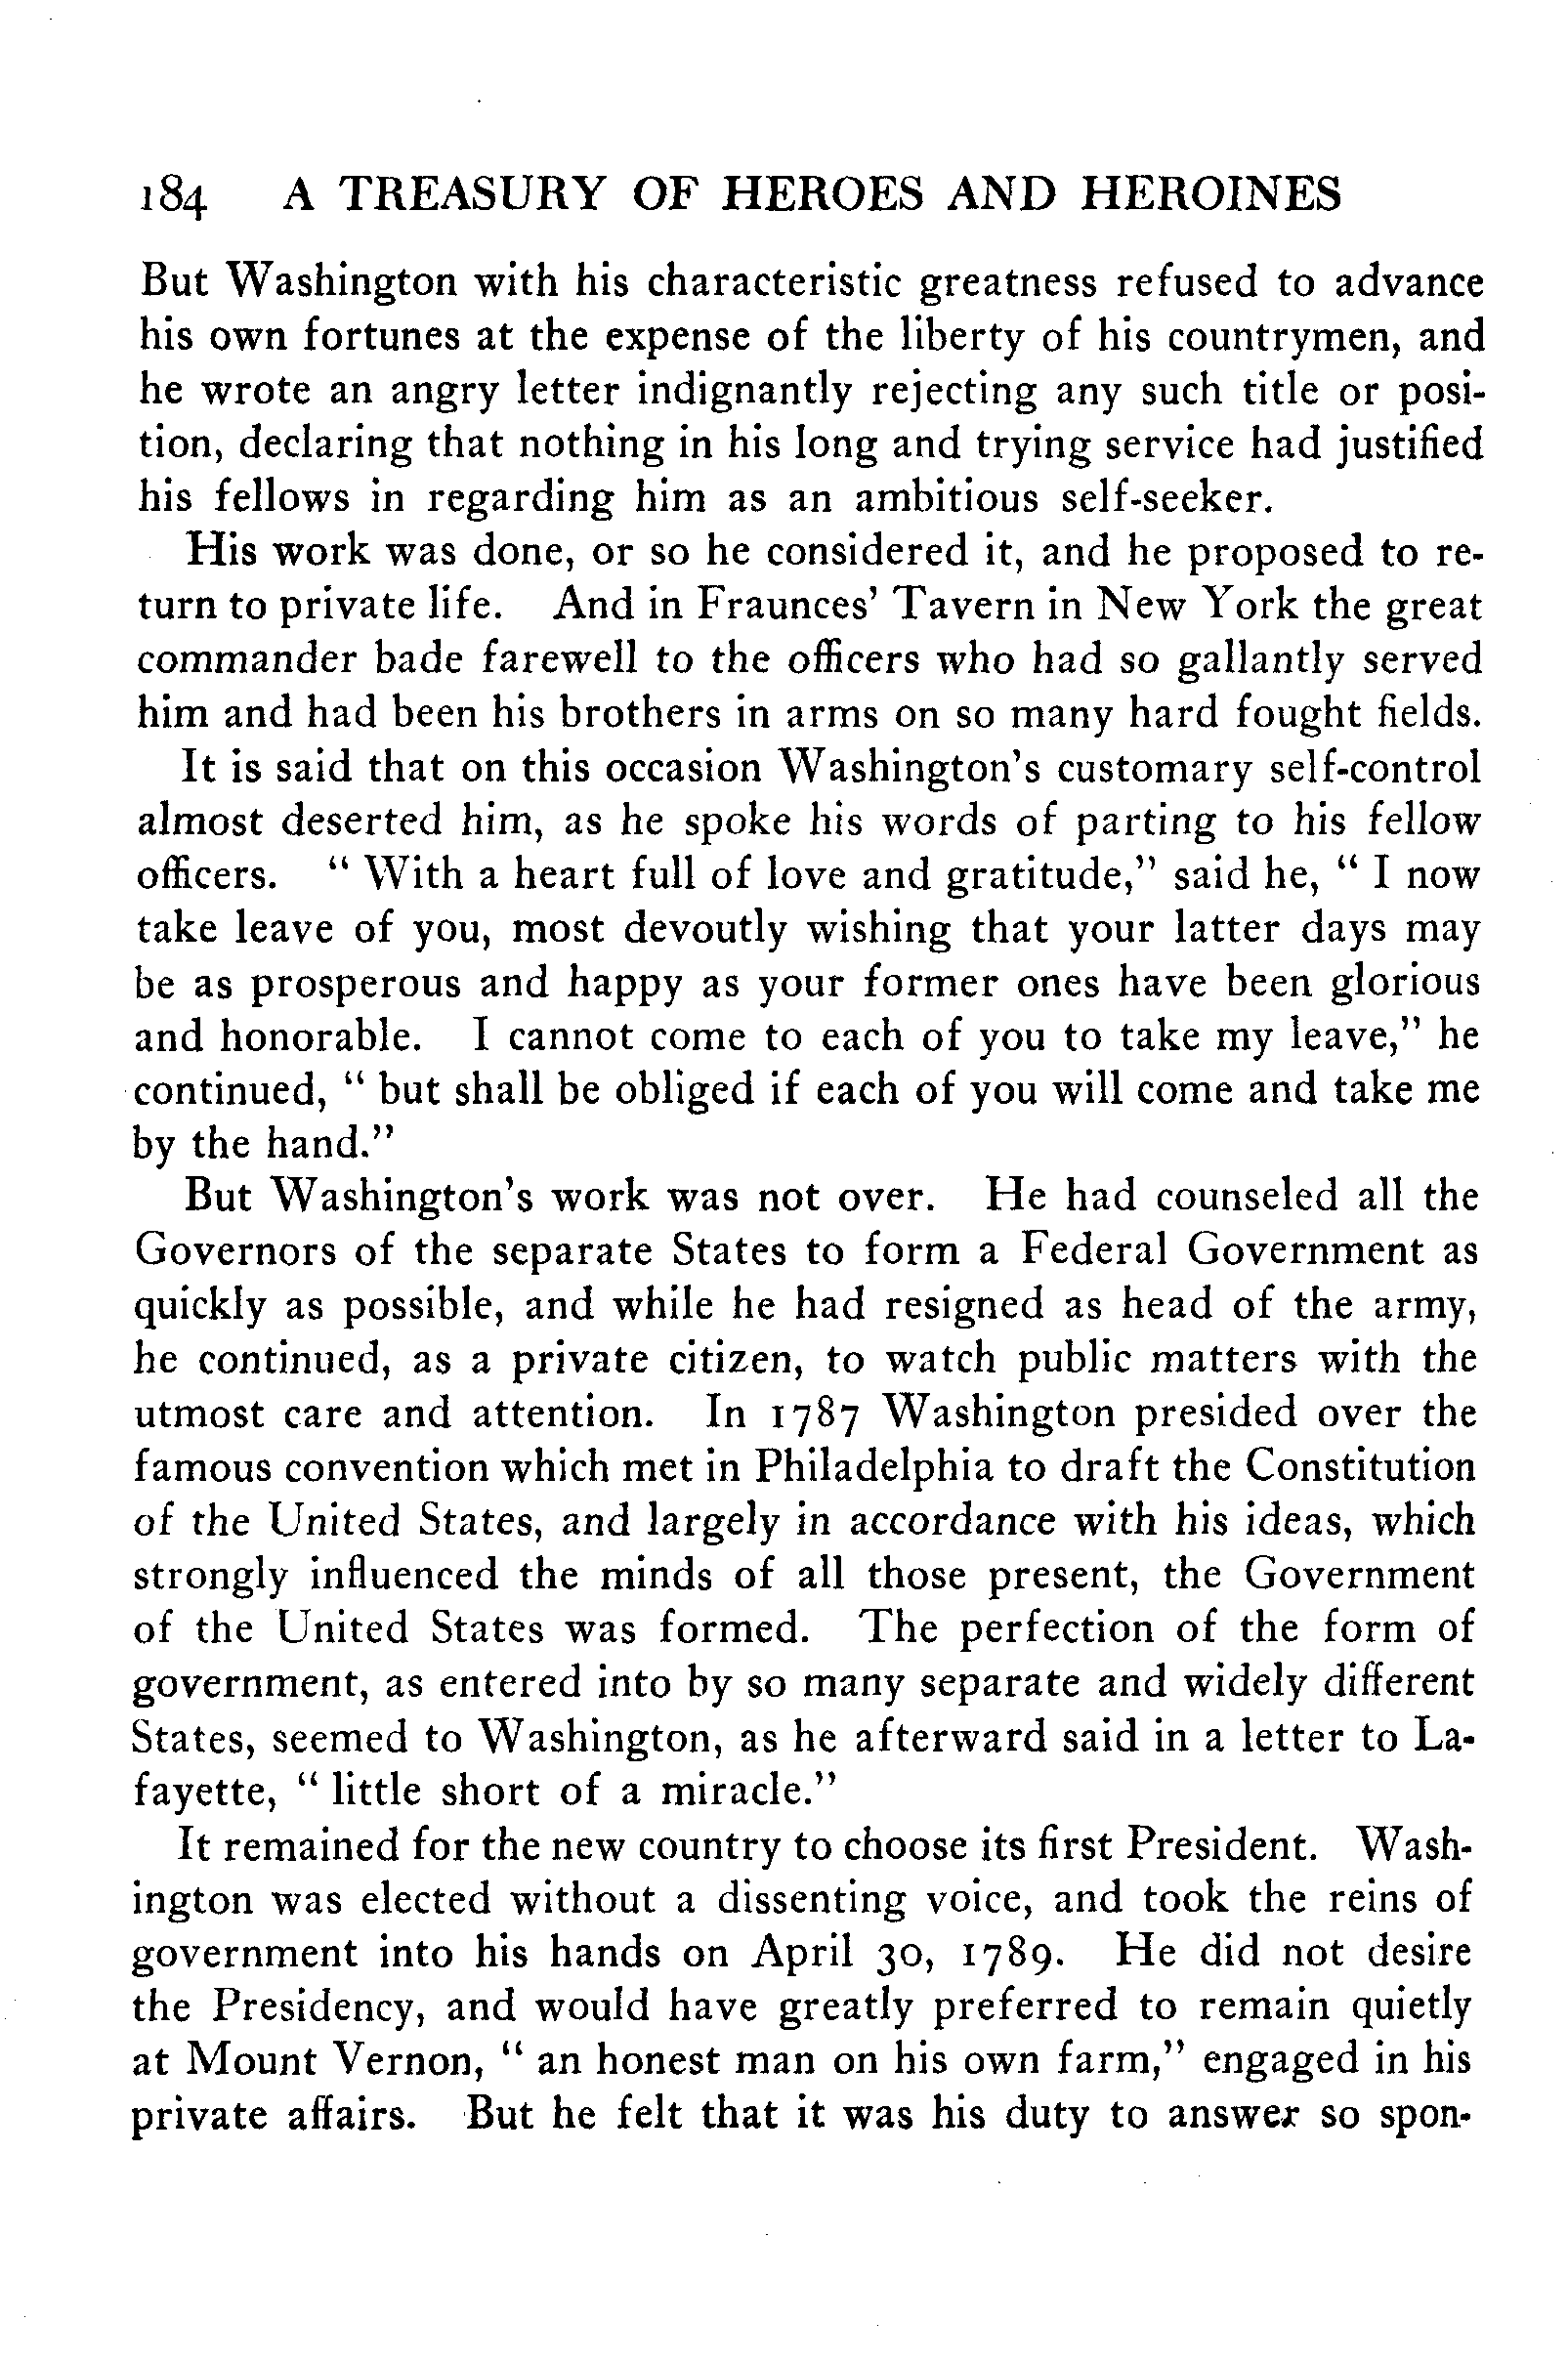 184 A TREASURY OF HEROES AND HEROINES
But Washington with his characteristic greatness refused to advance
his own fortunes at the expense of the liberty of his countrymen, and
he wrote an angry letter indignantly rejecting any such title or posi-
tion, declaring that nothing in his long and trying service had justified
his fellows in regarding him as an ambitious self-seeker.
His work was done, or so he considered it, and he proposed to re-
turn to private life. And in Fraunces' Tavern in New York the great
commander bade farewell to the officers who had so gallantly served
him and had been his brothers in arms on so many hard fought fields.
It is said that on this occasion Washington's customary self-control
almost deserted him, as he spoke his words of parting to his fellow
officers. “ With a heart full of love and gratitude,” said he, “ I now
take leave of you, most devoutly wishing that your latter days may
be as prosperous and happy as your former ones have been glorious
and honorable. I cannot come to each of you to take my leave,” he
continued, “ but shall be obliged if each of you will come and take me
by the hand.”
But Washington's work was not over. He had counseled all the
Governors of the separate States to form a Federal Government as
quickly as possible, and while he had resigned as head of the army,
he continued, as a private citizen, to watch public matters with the
utmost care and attention. In 1787 Washington presided over the
famous convention which met in Philadelphia to draft the Constitution
of the United States, and largely in accordance with his ideas, which
strongly influenced the minds of all those present, the Government
of the United States was formed. The perfection of the form of
government, as entered into by so many separate and widely different
States, seemed to Washington, as he afterward said in a letter to La-
fayette, “ little short of a miracle.”
It remained for the new country to choose its first President. Wash-
ington was elected without a dissenting voice, and took the reins of
government into his hands on April 30, 1789. He did not desire
the Presidency, and would have greatly preferred to remain quietly
at Mount Vernon, “ an honest man on his own farm,” engaged in his
private affairs. But he felt that it was his duty to answer so spon-